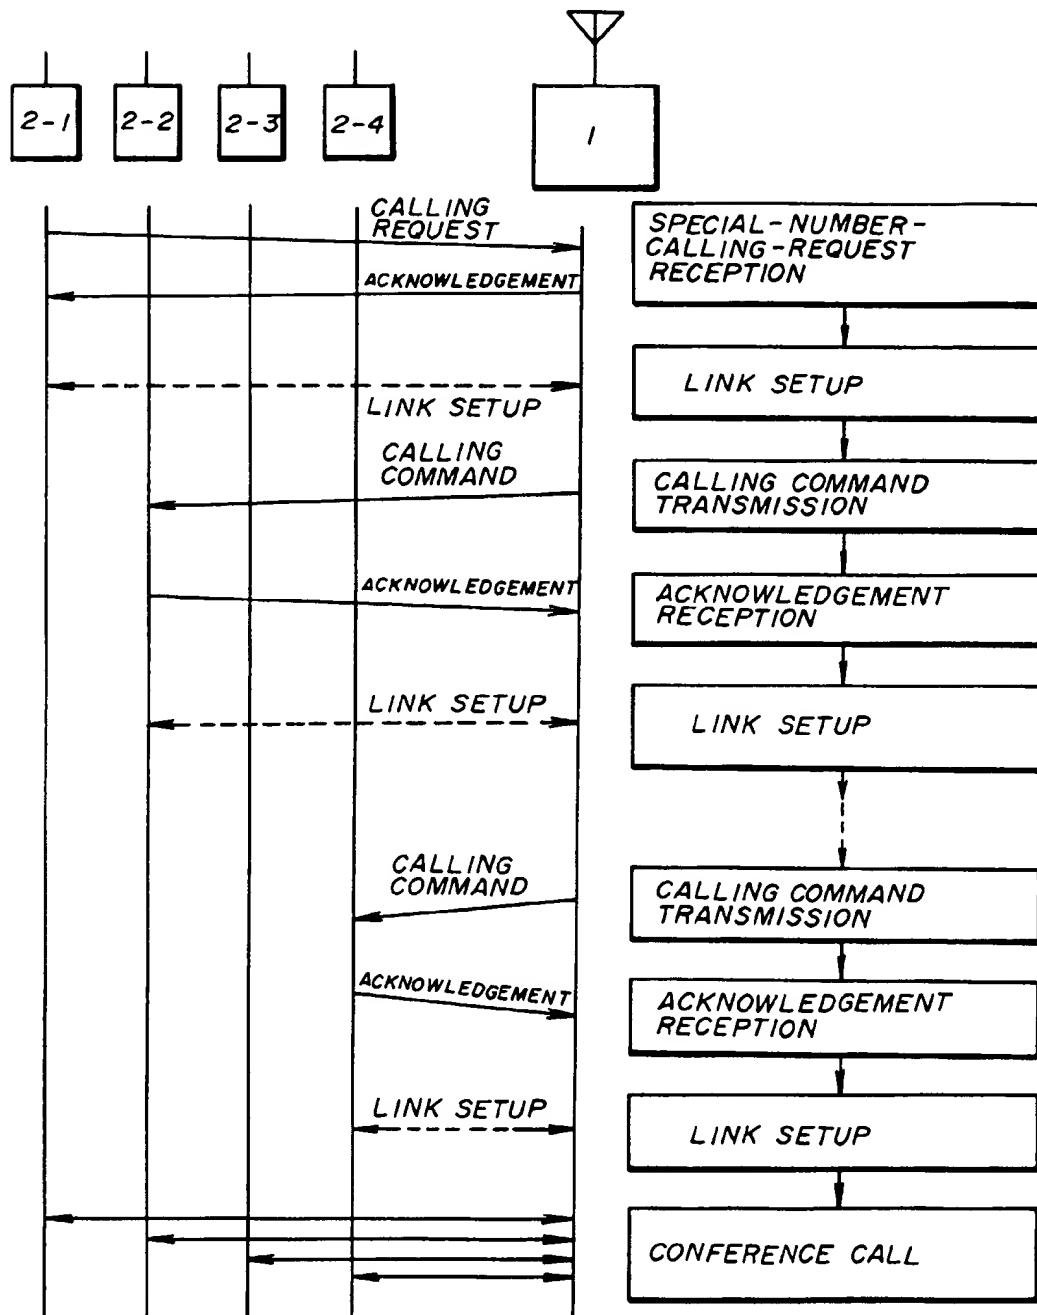 2-1
2-2
2-3
2-4
1
CALLING
REQUEST
SPECIAL-NUMBER-
CALLING-REQUEST
RECEPTION
ACKNOWLEDGEMENT
LINK SETUP
LINK SETUP
CALLING
COMMAND
CALLING COMMAND
TRANSMISSION
ACKNOWLEDGEMENT
ACKNOWLEDGEMENT
RECEPTION
LINK SETUP
LINK SETUP
CALLING
COMMAND
CALLING COMMAND
TRANSMISSION
ACKNOWLEDGEMENT
ACKNOWLEDGEMENT
RECEPTION
LINK SETUP
LINK SETUP
CONFERENCE CALL